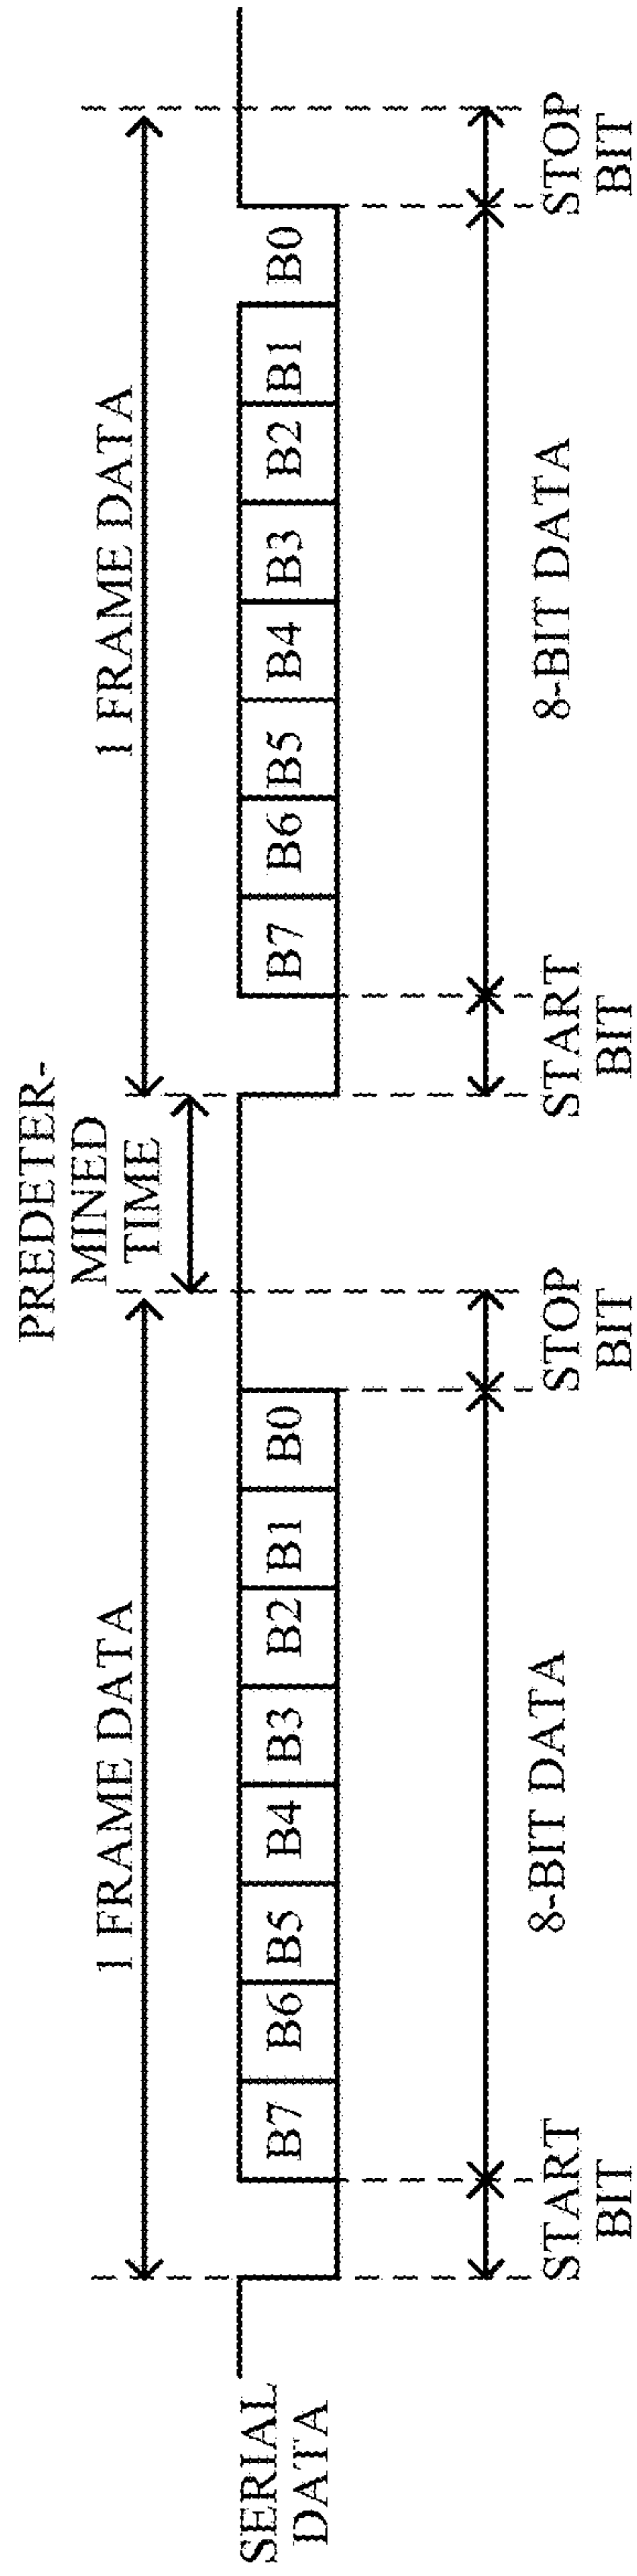 PREDETER-
MINED
TIME
1 FRAME DATA
1 FRAME DATA
SERIAL
DATA
B7 B6 B5 B4 B3 B2 B1 B0
B7 B6 B5 B4 B3 B2 B1 B0
START
BIT
8-BIT DATA
STOP
BIT
START
BIT
8-BIT DATA
STOP
BIT